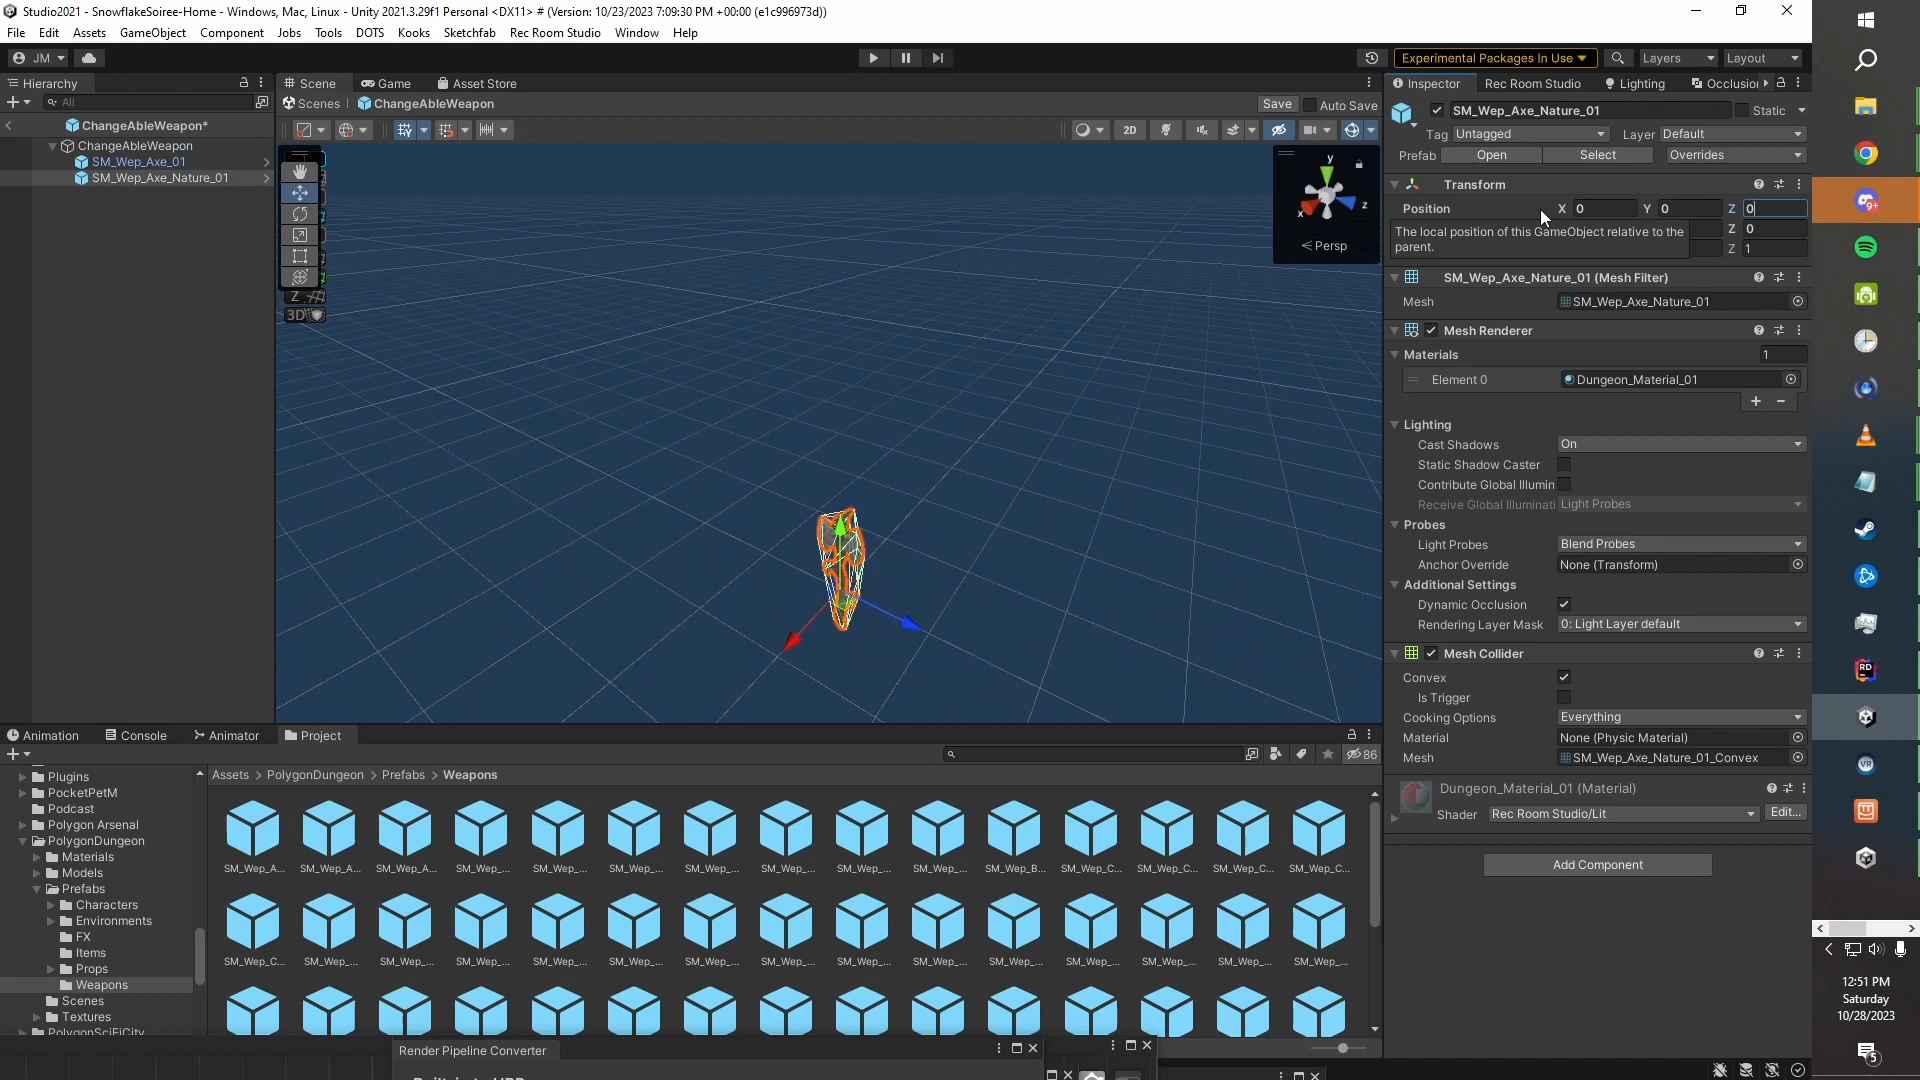 Studio2021 - SnowflakeSoiree-Home - Windows, Mac, Linux - Unity 2021.3.29f1 Personal <DX11> # (Version: 10/23/2023 7:09:30 PM +00:00 (e1c996973d))
File Edit Assets GameObject Component Jobs Tools DOTS Kooks Sketchfab Rec Room Studio Window Help
JM Experimental Packages In Use Layers Layout
Hierarchy Scene Game Asset Store Inspector Rec Room Studio Lighting Occlusion
All Scenes ChangeAbleWeapon Save Auto Save SM_Wep_Axe_Nature_01 Static
ChangeAbleWeapon* 2D Tag Untagged Layer Default
ChangeAbleWeapon
SM_Wep_Axe_01 Prefab Open Select Overrides
SM_Wep_Axe_Nature_01 y x z
Transform
Position X 0 Y 0 Z 0
The local position of this GameObject relative to the Z 0
parent. Z 1
Persp
SM_Wep_Axe_Nature_01 (Mesh Filter)
Z
Mesh SM_Wep_Axe_Nature_01
3D
Mesh Renderer
Materials 1
Element 0 Dungeon_Material_01
+ -
Lighting
Cast Shadows On
Static Shadow Caster
Contribute Global Illumin
Receive Global Illuminati Light Probes
Probes
Light Probes Blend Probes
Anchor Override None (Transform)
Additional Settings
Dynamic Occlusion
Rendering Layer Mask 0: Light Layer default
Mesh Collider
Convex
Is Trigger
Cooking Options Everything
Material None (Physic Material)
Mesh SM_Wep_Axe_Nature_01_Convex
Dungeon_Material_01 (Material)
Shader Rec Room Studio/Lit Edit...
Add Component
Animation Console Animator Project
86
Assets > PolygonDungeon > Prefabs > Weapons
Plugins
PocketPetM
Podcast
Polygon Arsenal
PolygonDungeon
Materials
Models
Prefabs
Characters
Environments
FX
Items
Props
Weapons
Scenes
Textures
PolygonSciFiCity
SM_Wep_A... SM_Wep_A... SM_Wep_A... SM_Wep_... SM_Wep_... SM_Wep_... SM_Wep_... SM_Wep_... SM_Wep_... SM_Wep_... SM_Wep_B... SM_Wep_C... SM_Wep_C... SM_Wep_C... SM_Wep_C...
SM_Wep_C... SM_Wep_... SM_Wep_... SM_Wep_... SM_Wep_... SM_Wep_... SM_Wep_... SM_Wep_... SM_Wep_... SM_Wep_... SM_Wep_... SM_Wep_... SM_Wep_... SM_Wep_... SM_Wep_...
Render Pipeline Converter
9+
RD
VR
12:51 PM
Saturday
10/28/2023
5